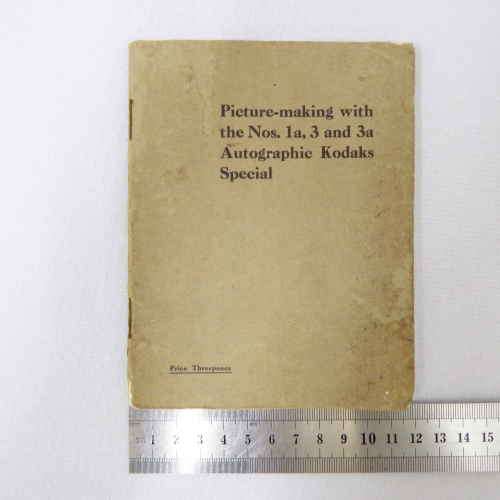 Picture-making with
the Nos. 1a, 3 and 3a
Autographic Kodaks
Special
Price Threepence
1 2 3 4 5 6 7 8 9 10 11 12 13 14 15